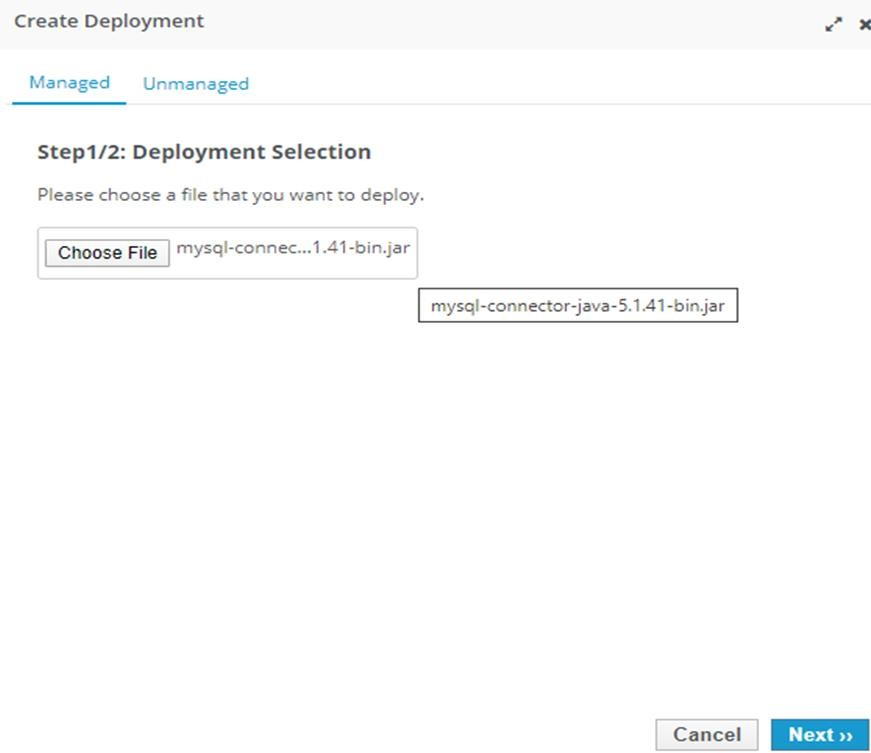 Create Deployment
Managed Unmanaged
Step1/2: Deployment Selection
Please choose a file that you want to deploy.
Choose File mysql-connec...1.41-bin.jar
mysql-connector-java-5.1.41-bin.jar
Cancel Next ››